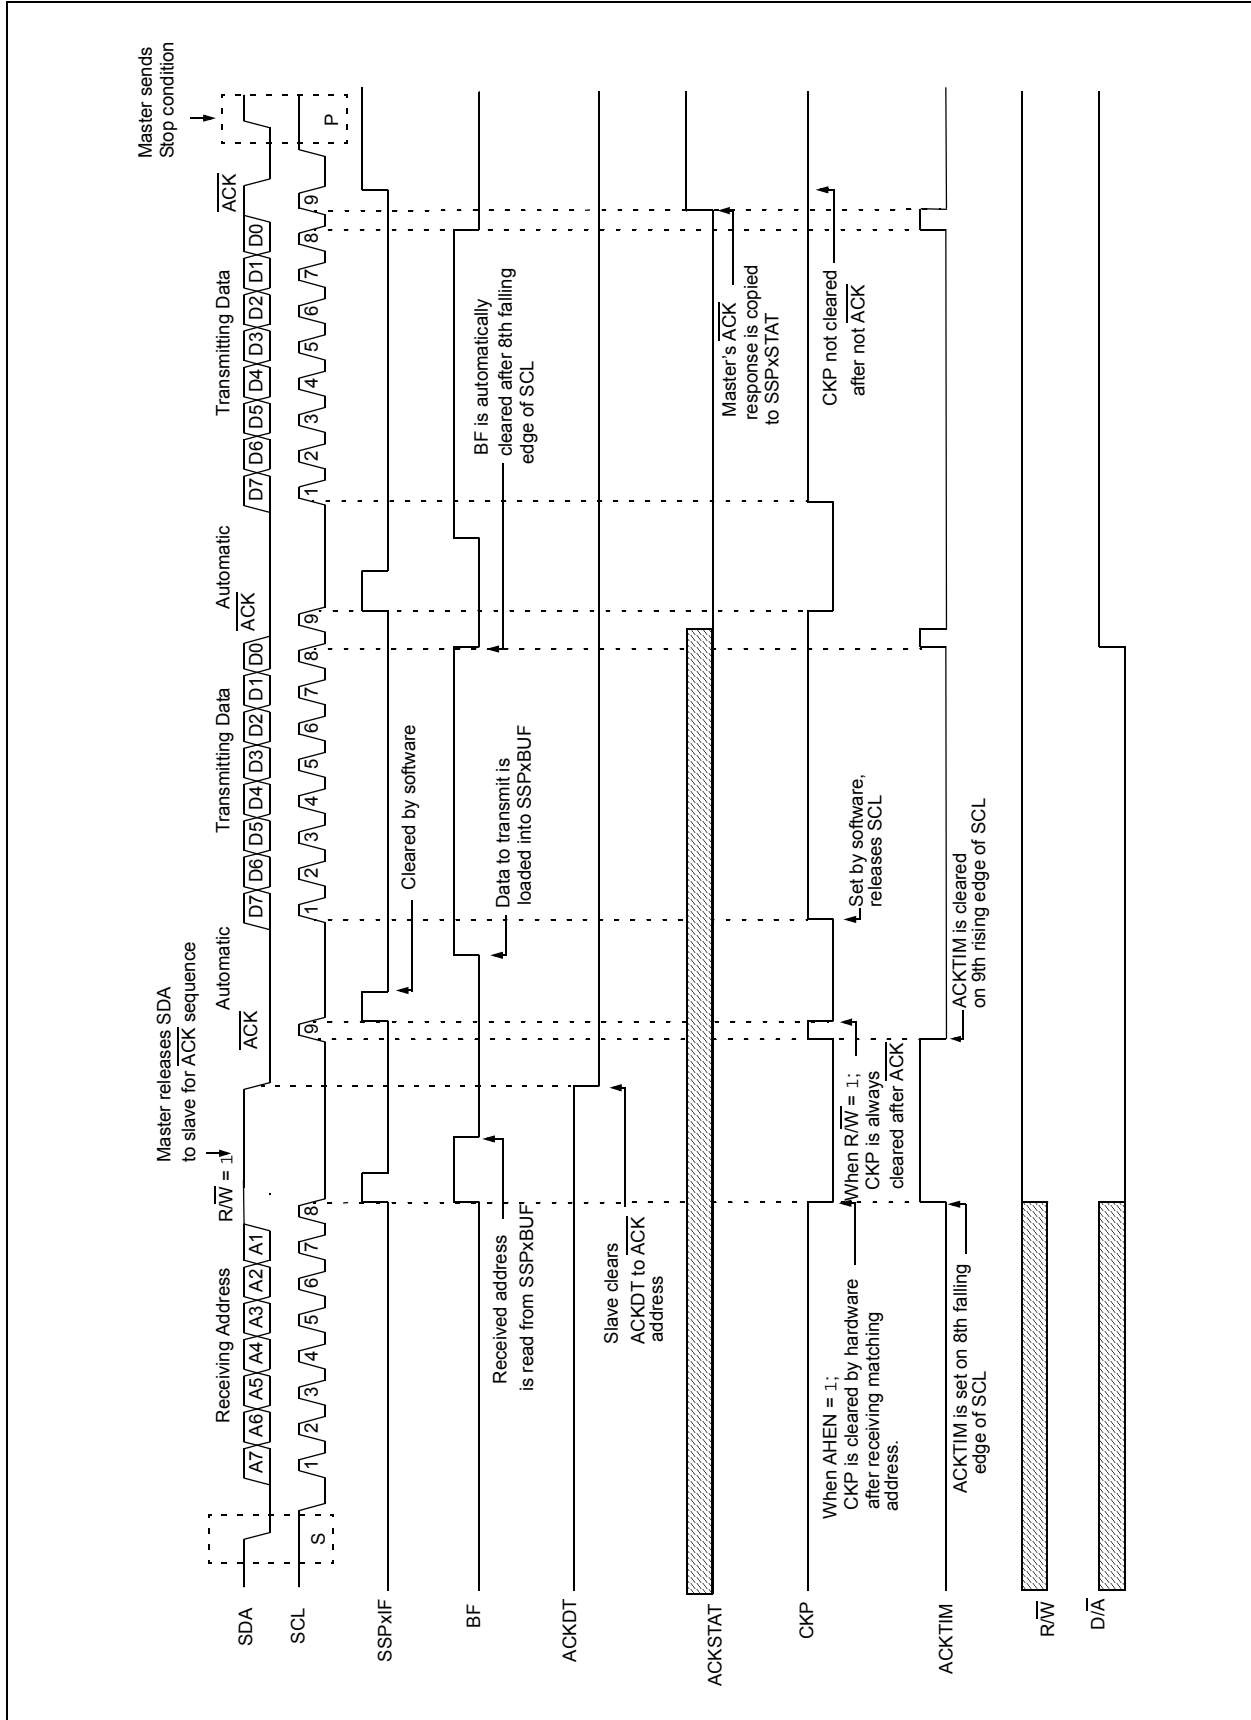 Master releases SDA
to slave for A̅C̅K̅ sequence
Master sends
Stop condition
Receiving Address
R/W̅ = 1
Automatic
Transmitting Data
Automatic
Transmitting Data
A̅C̅K̅
A̅C̅K̅
A̅C̅K̅
SDA
A7 A6 A5 A4 A3 A2 A1
D7 D6 D5 D4 D3 D2 D1 D0
D7 D6 D5 D4 D3 D2 D1 D0
SCL
1 2 3 4 5 6 7 8 9
1 2 3 4 5 6 7 8 9
1 2 3 4 5 6 7 8 9
S
P
SSPxIF
Cleared by software
BF
Received address
is read from SSPxBUF
Data to transmit is
loaded into SSPxBUF
BF is automatically
cleared after 8th falling
edge of SCL
ACKDT
Slave clears
ACKDT to A̅C̅K̅
address
ACKSTAT
Master's A̅C̅K̅
response is copied
to SSPxSTAT
CKP
When AHEN = 1;
CKP is cleared by hardware
after receiving matching
address.
When R/W̅ = 1;
CKP is always
cleared after A̅C̅K̅
Set by software,
releases SCL
CKP not cleared
after not A̅C̅K̅
ACKTIM
ACKTIM is set on 8th falling
edge of SCL
ACKTIM is cleared
on 9th rising edge of SCL
R/W̅
D/A̅